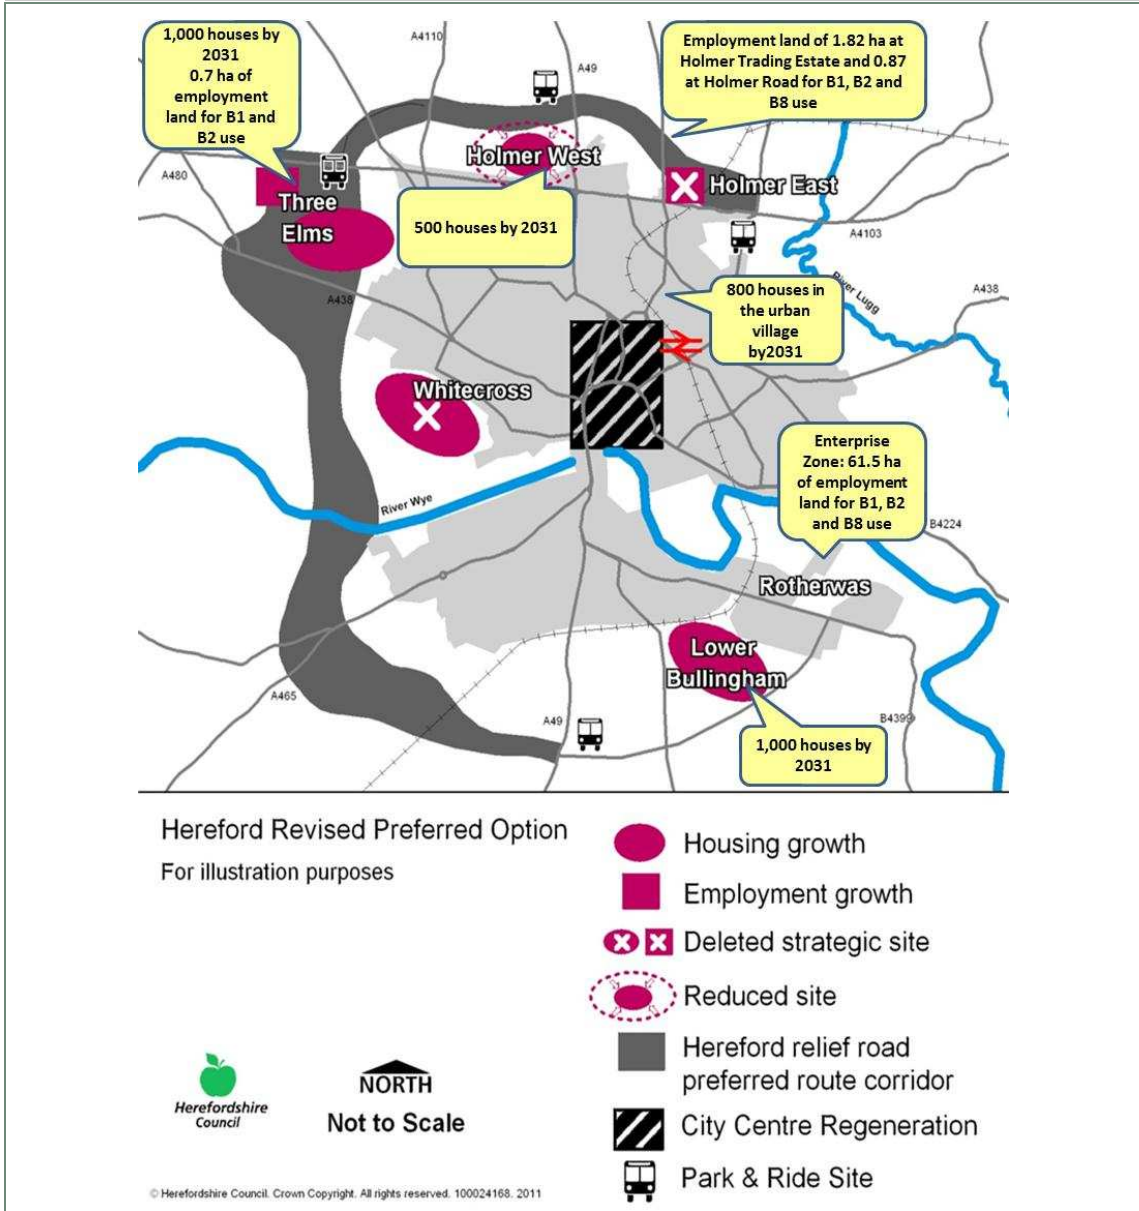 1,000 houses by
2031
0.7 ha of
employment
land for B1 and
B2 use
A4110
A49
Employment land of 1.82 ha at
Holmer Trading Estate and 0.87
at Holmer Road for B1, B2 and
B8 use
Holmer West
A480
Three
Elms
Holmer East
500 houses by 2031
A4103
River Lugg
A438
A438
800 houses in
the urban
village
by2031
Whitecross
Enterprise
Zone: 61.5 ha
of employment
land for B1, B2
and B8 use
River Wye
B4224
Rotherwas
Lower
Bullingham
A465
A49
B4399
1,000 houses by
2031
Hereford Revised Preferred Option
For illustration purposes
Housing growth
Employment growth
Deleted strategic site
Reduced site
Hereford relief road
preferred route corridor
City Centre Regeneration
Park & Ride Site
Herefordshire
Council
NORTH
Not to Scale
© Herefordshire Council. Crown Copyright. All rights reserved. 100024168. 2011